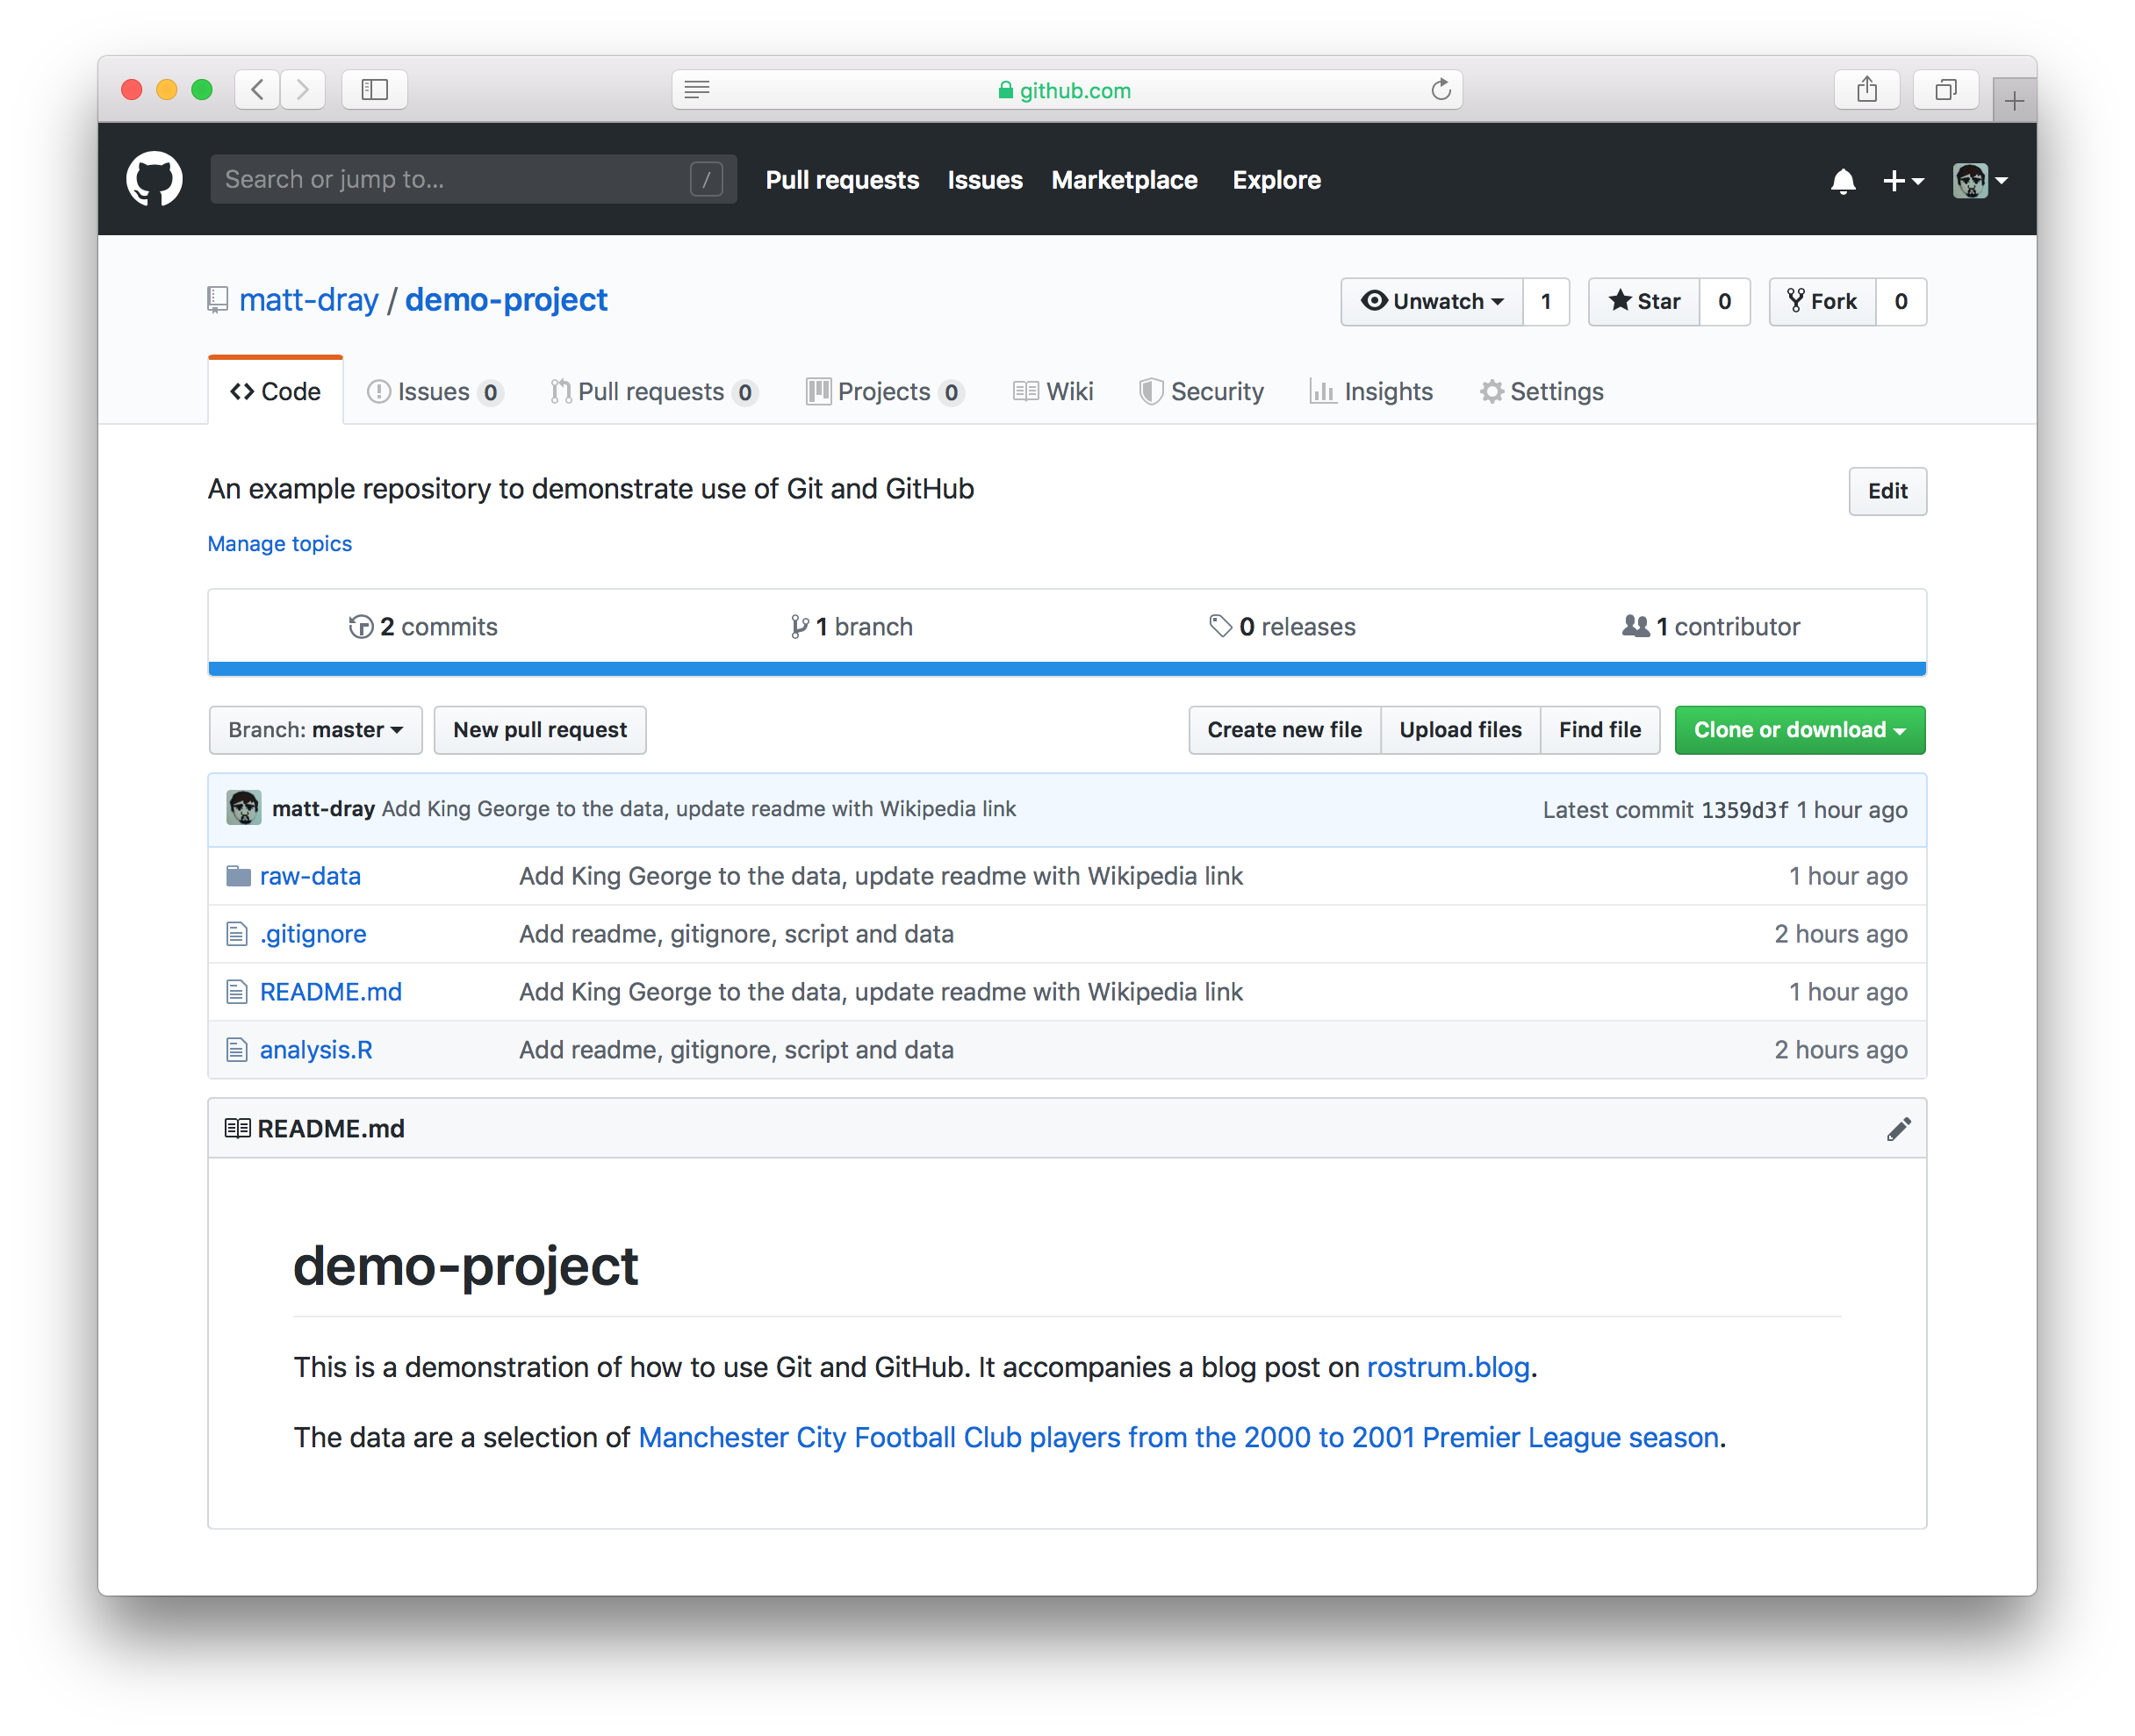 github.com
Search or jump to... / Pull requests Issues Marketplace Explore
matt-dray / demo-project Unwatch 1 Star 0 Fork 0
Code Issues 0 Pull requests 0 Projects 0 Wiki Security Insights Settings
An example repository to demonstrate use of Git and GitHub Edit
Manage topics
2 commits 1 branch 0 releases 1 contributor
Branch: master New pull request Create new file Upload files Find file Clone or download
matt-dray Add King George to the data, update readme with Wikipedia link Latest commit 1359d3f 1 hour ago
raw-data Add King George to the data, update readme with Wikipedia link 1 hour ago
.gitignore Add readme, gitignore, script and data 2 hours ago
README.md Add King George to the data, update readme with Wikipedia link 1 hour ago
analysis.R Add readme, gitignore, script and data 2 hours ago
README.md
demo-project
This is a demonstration of how to use Git and GitHub. It accompanies a blog post on rostrum.blog.
The data are a selection of Manchester City Football Club players from the 2000 to 2001 Premier League season.